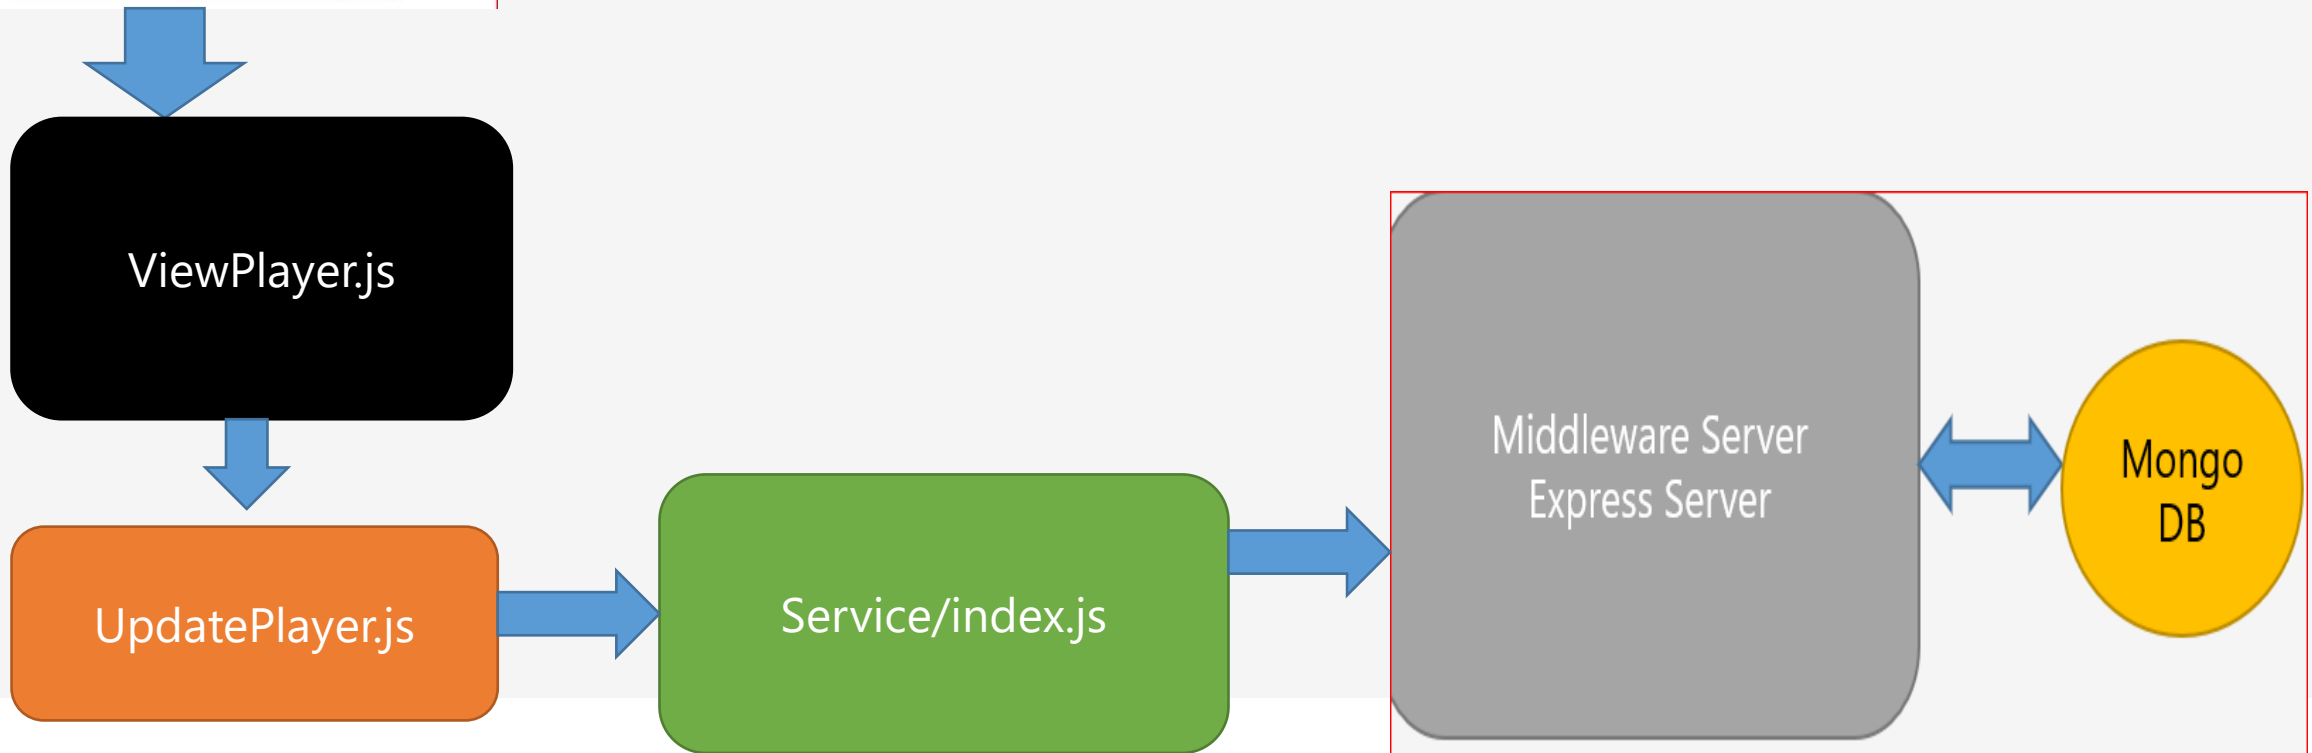 ViewPlayer.js
UpdatePlayer.js
Service/index.js
Middleware Server
Express Server
Mongo
DB